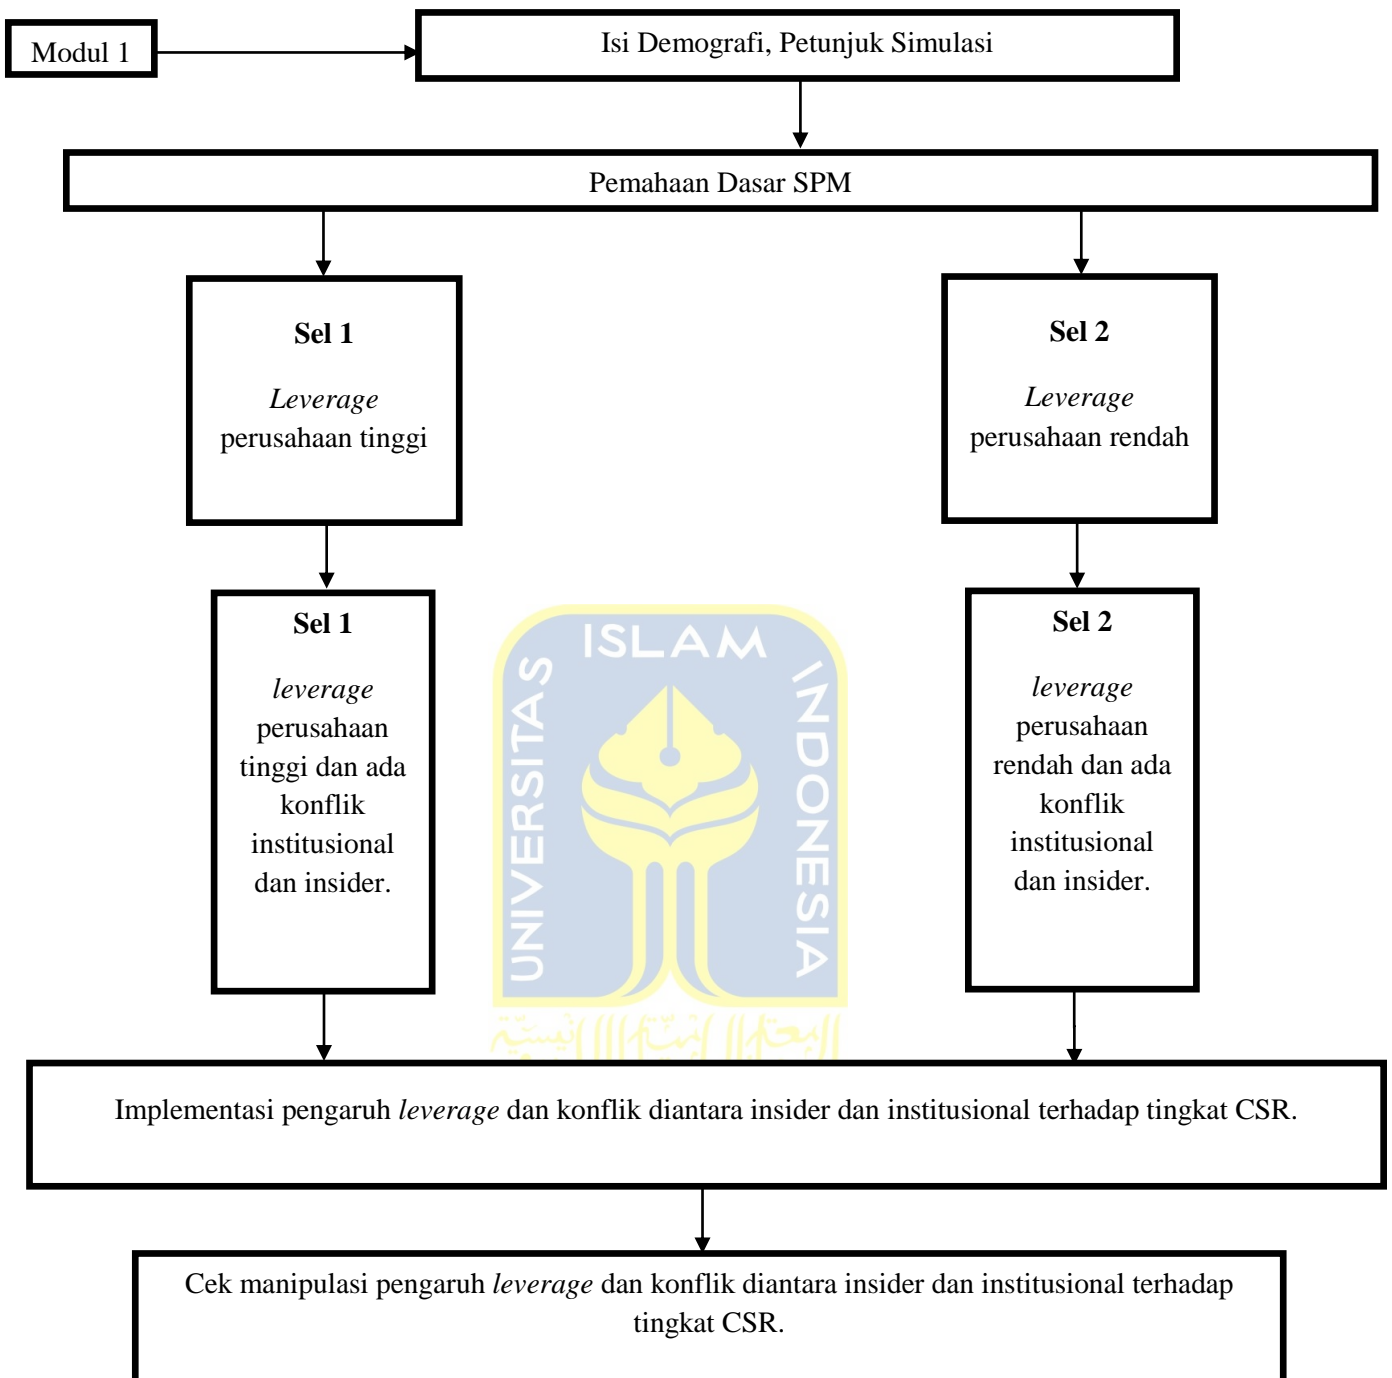 Modul 1
Isi Demografi, Petunjuk Simulasi
Pemahaan Dasar SPM
Sel 1
Leverage
perusahaan tinggi
Sel 2
Leverage
perusahaan rendah
Sel 1
leverage
perusahaan
tinggi dan ada
konflik
institusional
dan insider.
Sel 2
leverage
perusahaan
rendah dan ada
konflik
institusional
dan insider.
UNIVERSITAS
ISLAM
INDONESIA
Implementasi pengaruh leverage dan konflik diantara insider dan institusional terhadap tingkat CSR.
Cek manipulasi pengaruh leverage dan konflik diantara insider dan institusional terhadap
tingkat CSR.